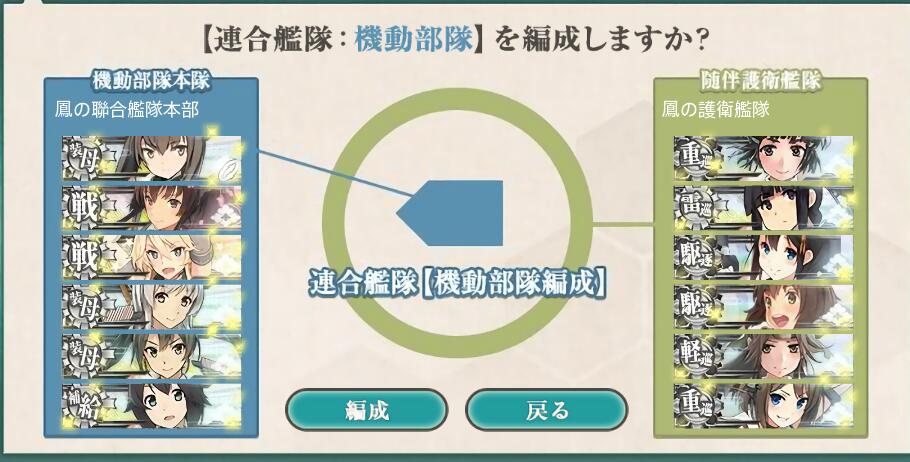 【連合艦隊:機動部隊】を編成しますか?
機動部隊本隊
鳳の聯合艦隊本部
装母
戦
戦
装母
装母
補給
連合艦隊【機動部隊編成】
編成
戻る
随伴護衛艦隊
鳳の護衛艦隊
重巡
雷巡
駆逐
駆逐
軽巡
重巡